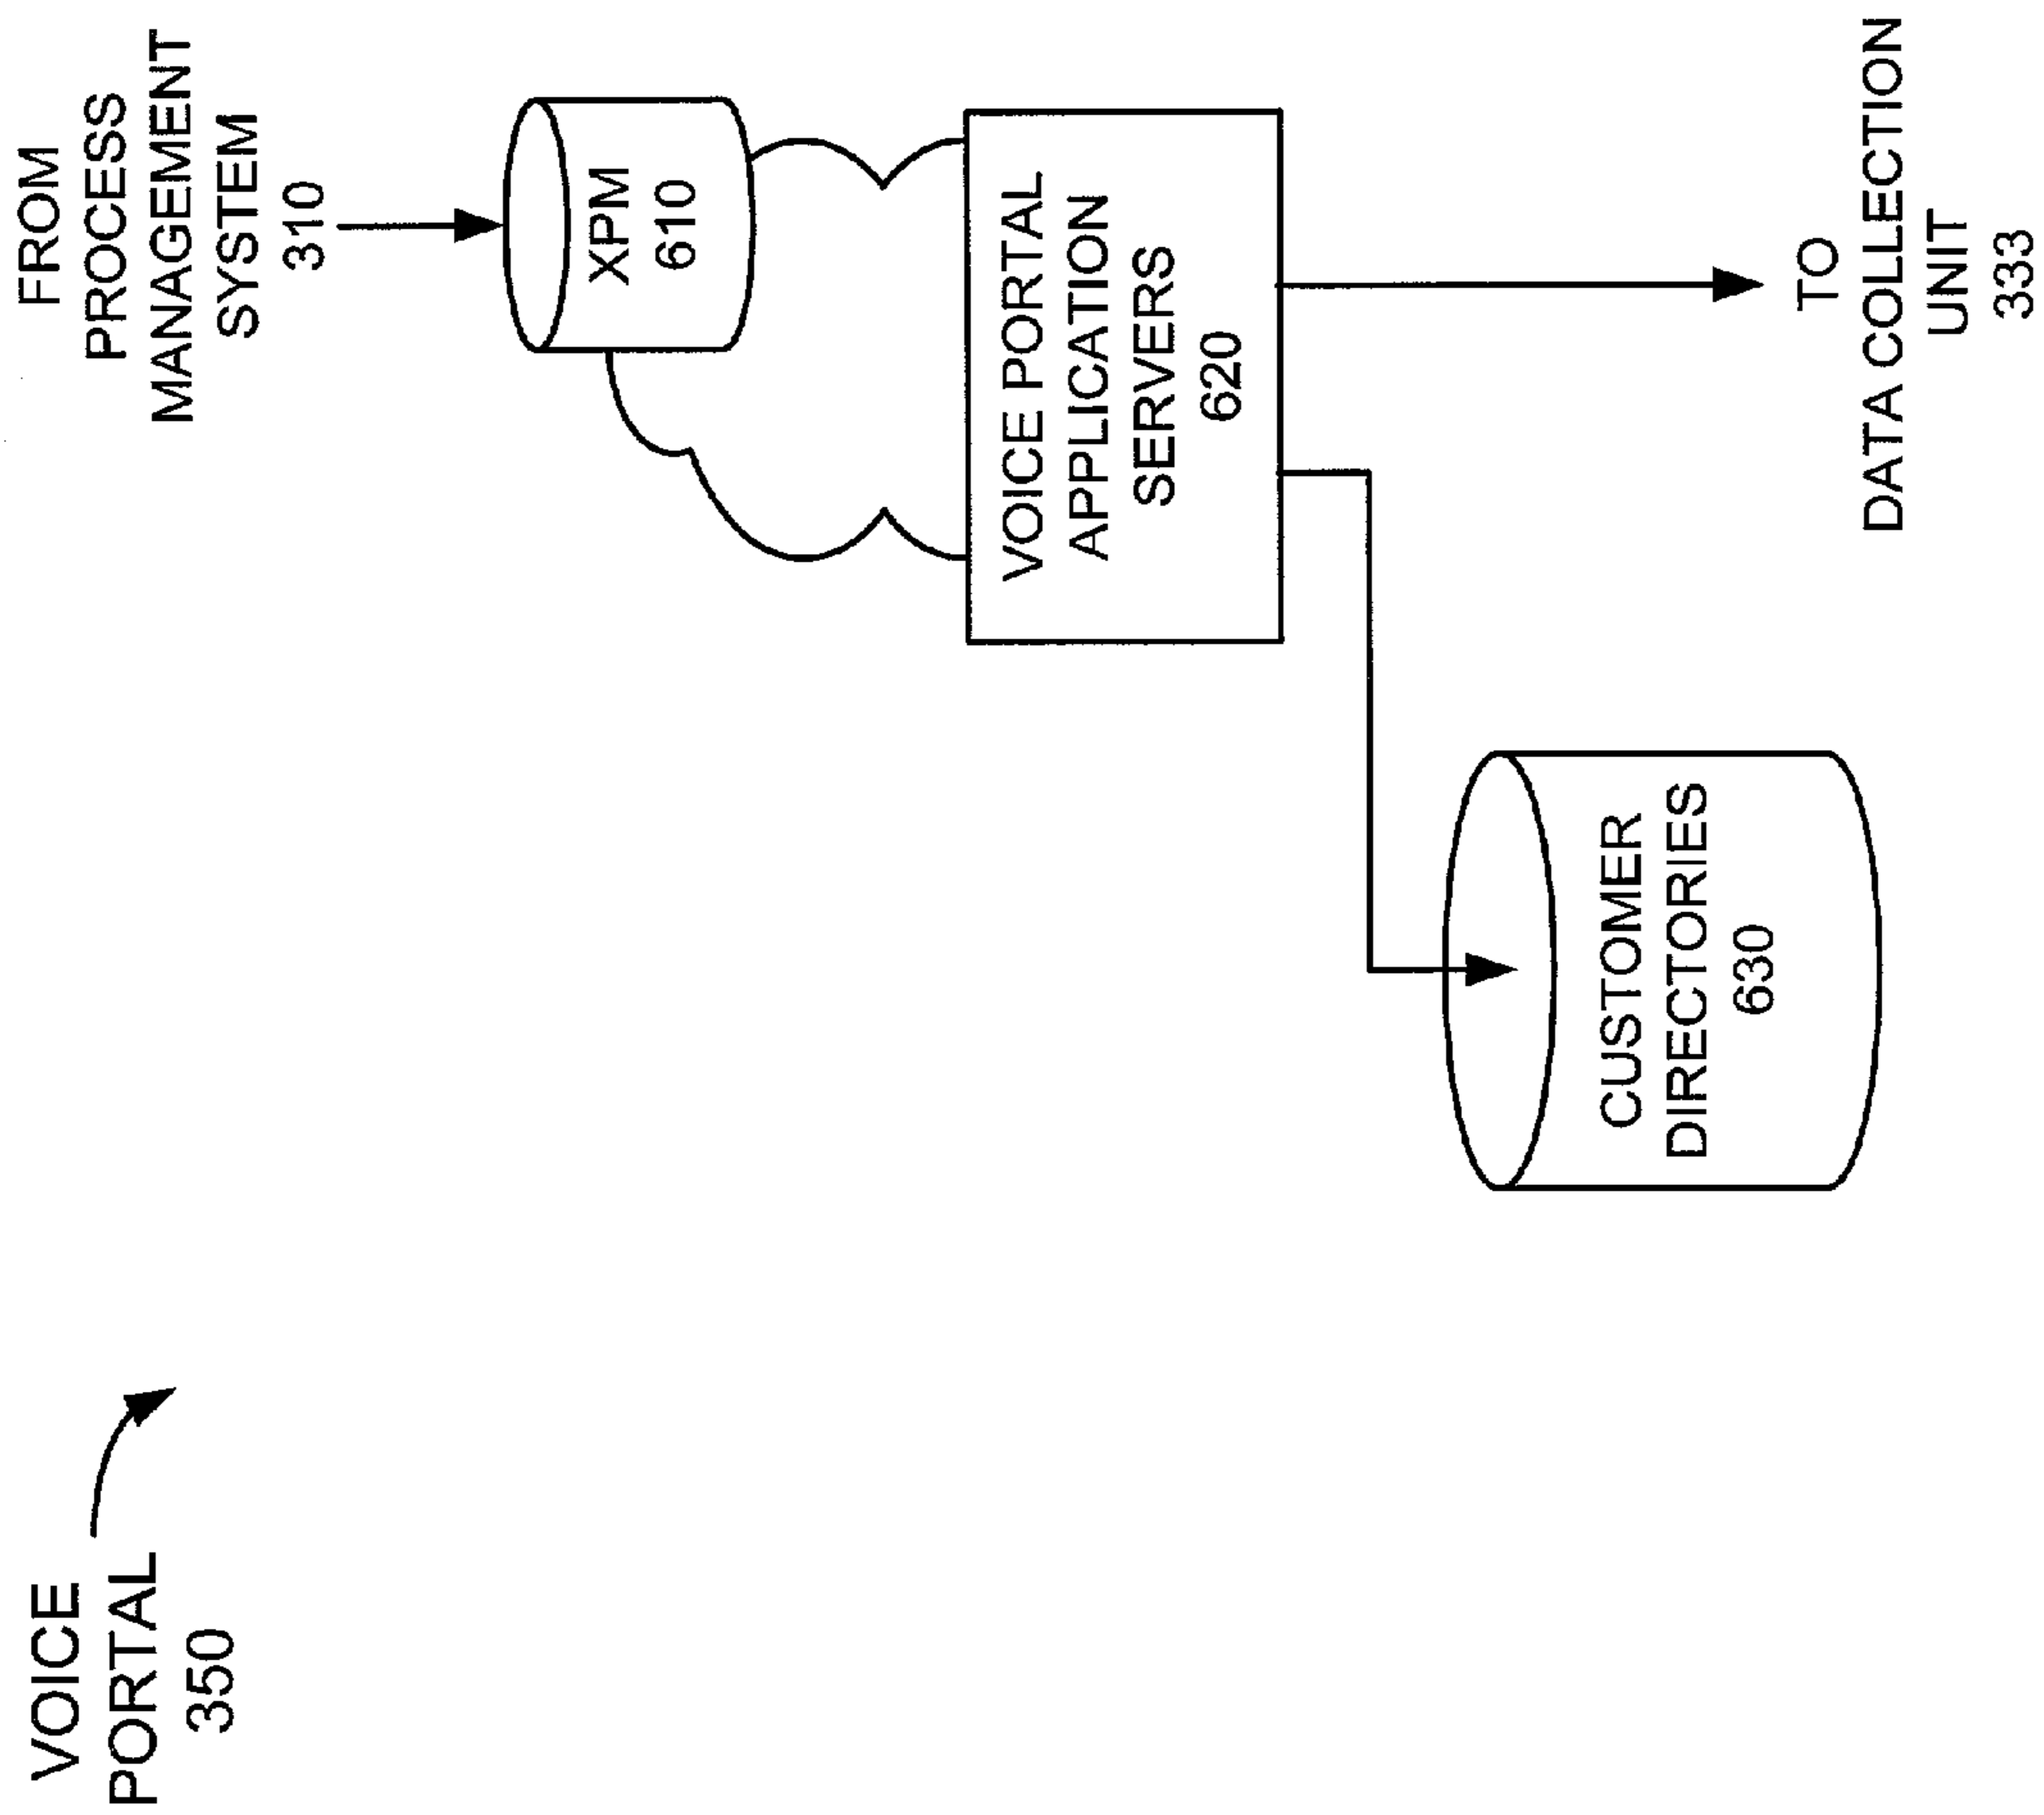 VOICE
PORTAL
350
FROM
PROCESS
MANAGEMENT
SYSTEM
310
XPM
610
VOICE PORTAL
APPLICATION
SERVERS
620
CUSTOMER
DIRECTORIES
630
TO
DATA COLLECTION
UNIT
333